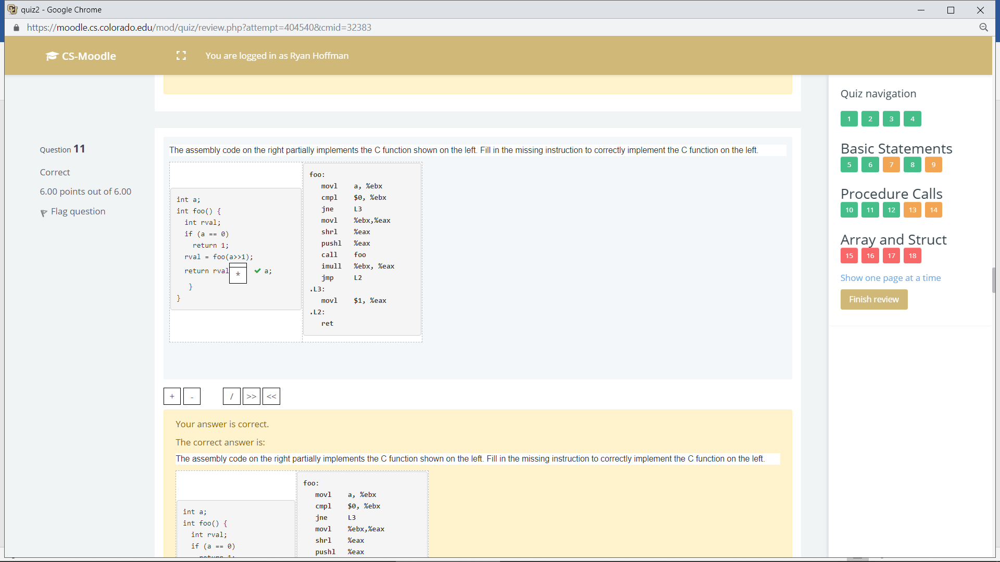 quiz2 - Google Chrome
https://moodle.cs.colorado.edu/mod/quiz/review.php?attempt=404540&cmid=32383
CS-Moodle
You are logged in as Ryan Hoffman
Question 11
Correct
6.00 points out of 6.00
Flag question
The assembly code on the right partially implements the C function shown on the left. Fill in the missing instruction to correctly implement the C function on the left.
int a;
int foo() {
int rval;
if (a == 0)
return 1;
rval = foo(a>>1);
return rval * a;
}
}
foo:
movl a, %ebx
cmpl $0, %ebx
jne L3
movl %ebx,%eax
shrl %eax
pushl %eax
call foo
imull %ebx, %eax
jmp L2
.L3:
movl $1, %eax
.L2:
ret
+ - / >> <<
Your answer is correct.
The correct answer is:
The assembly code on the right partially implements the C function shown on the left. Fill in the missing instruction to correctly implement the C function on the left.
int a;
int foo() {
int rval;
if (a == 0)
return 1;
foo:
movl a, %ebx
cmpl $0, %ebx
jne L3
movl %ebx,%eax
shrl %eax
pushl %eax
Quiz navigation
1 2 3 4
Basic Statements
5 6 7 8 9
Procedure Calls
10 11 12 13 14
Array and Struct
15 16 17 18
Show one page at a time
Finish review